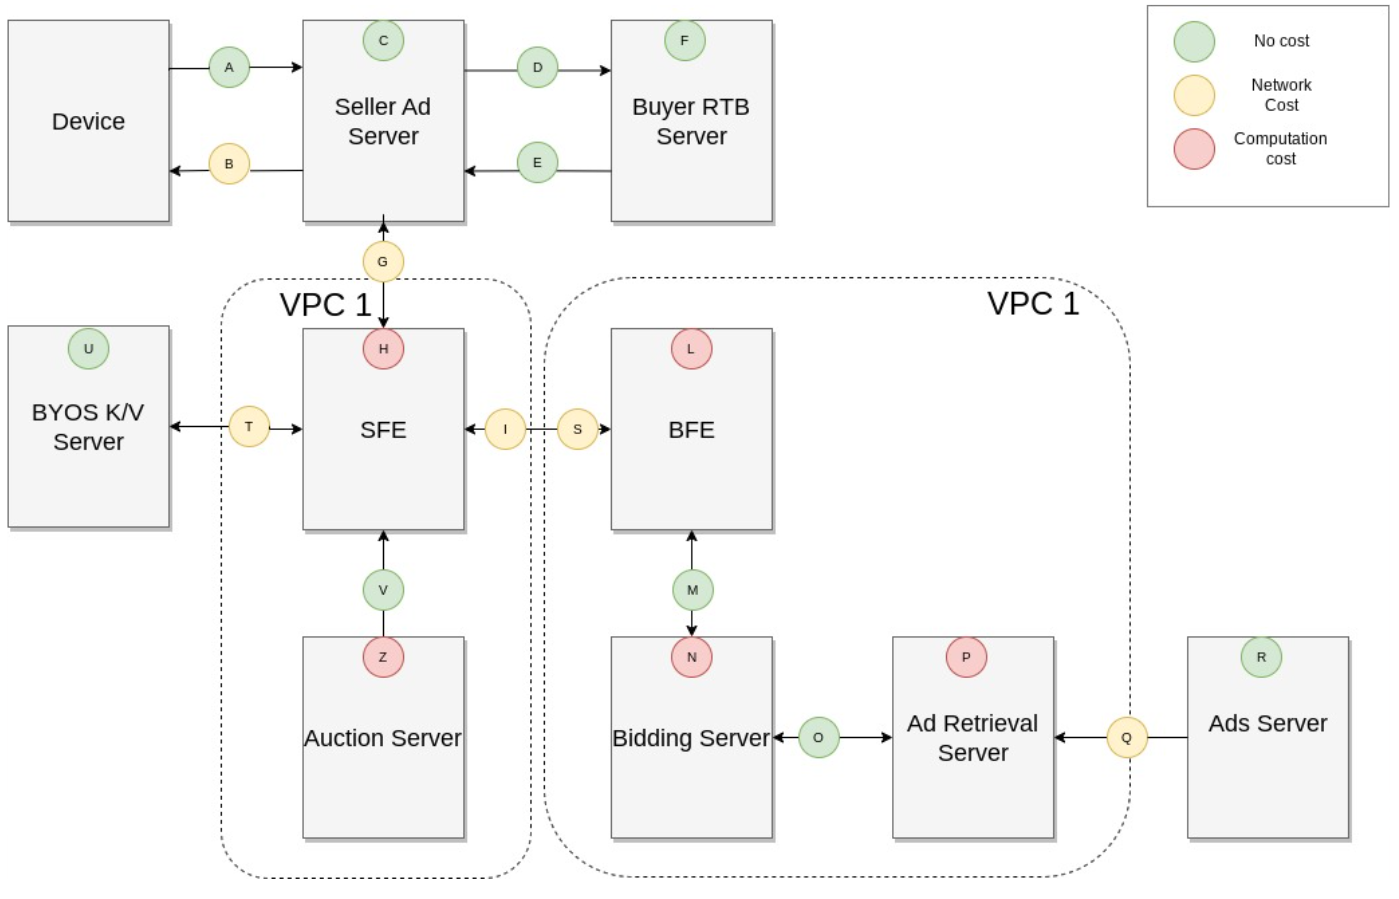 C
F
No cost
A
D
Network
Cost
Device
Seller Ad
Server
Buyer RTB
Server
Computation
cost
B
E
G
VPC 1
VPC 1
U
H
L
BYOS K/V
Server
T
SFE
I
S
BFE
V
M
Z
N
P
R
Auction Server
Bidding Server
O
Ad Retrieval
Server
Q
Ads Server